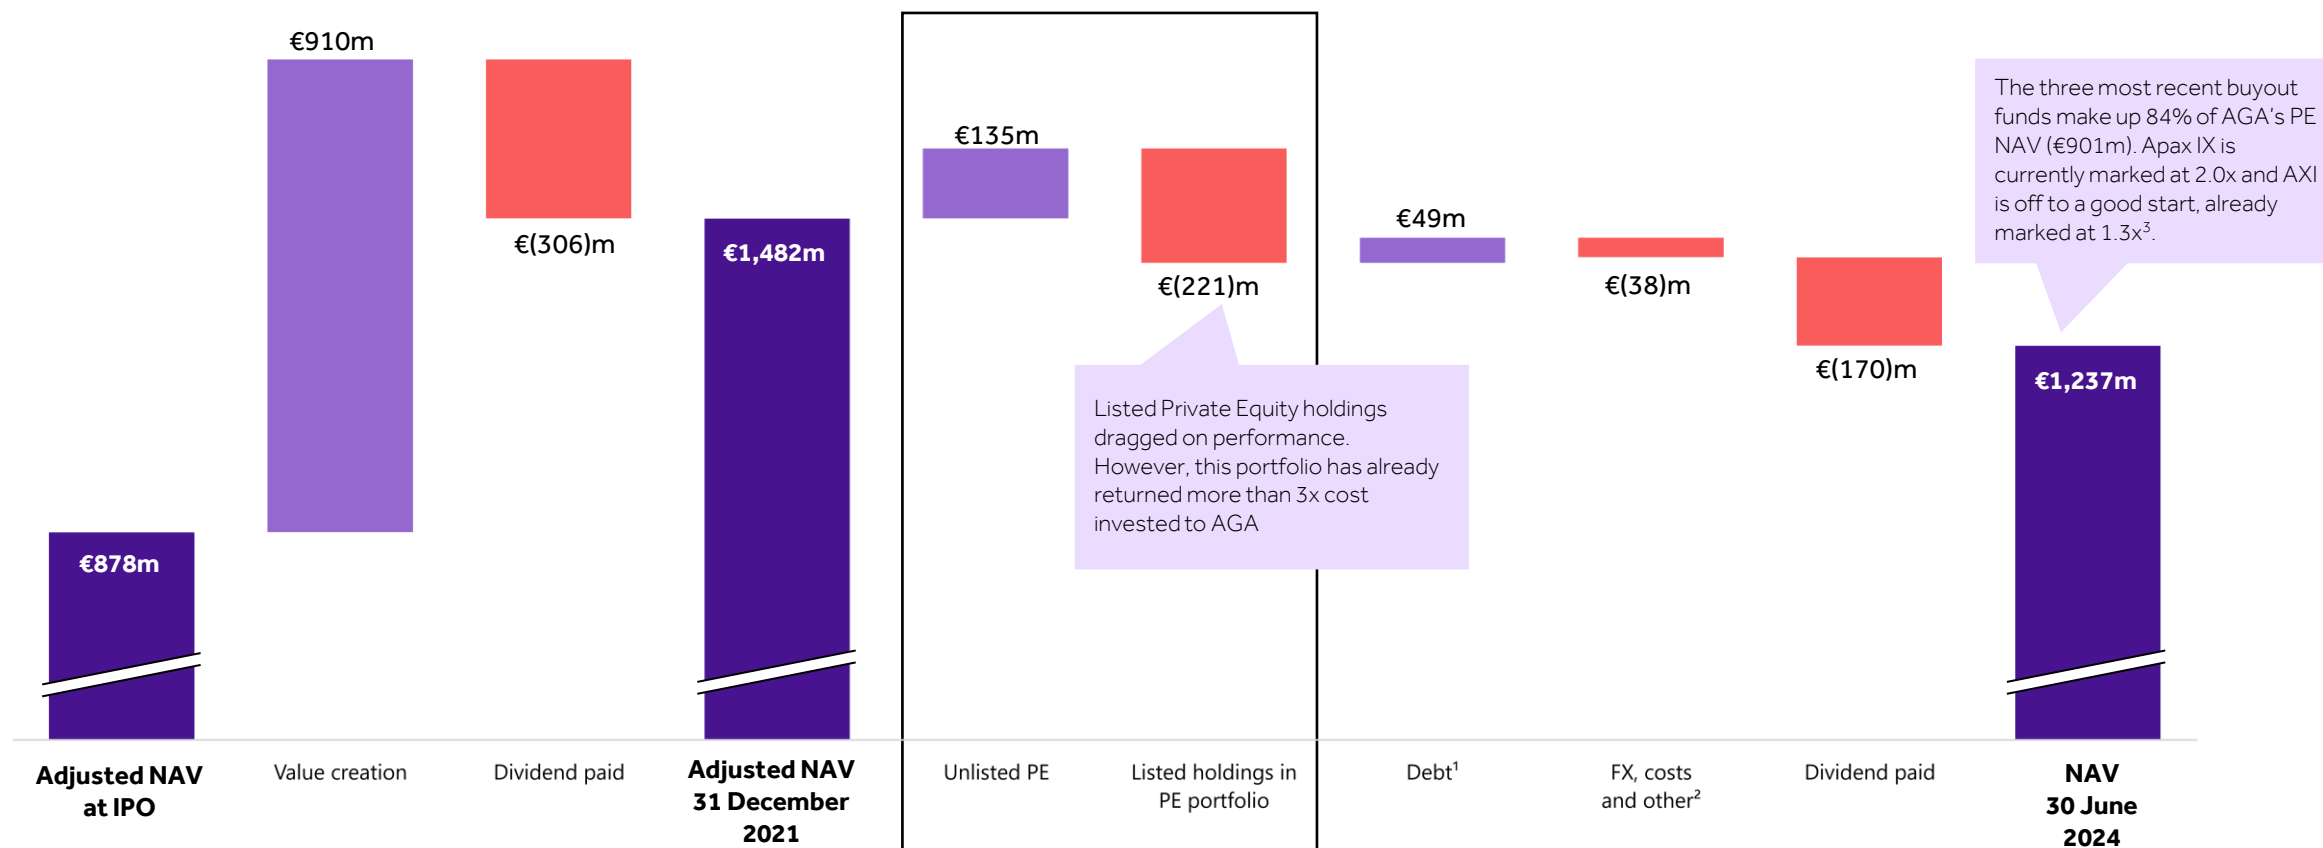 €910m
€(306)m
€878m
€1,482m
€135m
€(221)m
Listed Private Equity holdings
dragged on performance.
However, this portfolio has already
returned more than 3x cost
invested to AGA
€49m
€(38)m
€(170)m
The three most recent buyout
funds make up 84% of AGA's PE
NAV (€901m). Apax IX is
currently marked at 2.0x and AXI
is off to a good start, already
marked at 1.3x³.
€1,237m
Adjusted NAV
at IPO
Value creation
Dividend paid
Adjusted NAV
31 December
2021
Unlisted PE
Listed holdings in
PE portfolio
Debt¹
FX, costs
and other²
Dividend paid
NAV
30 June
2024